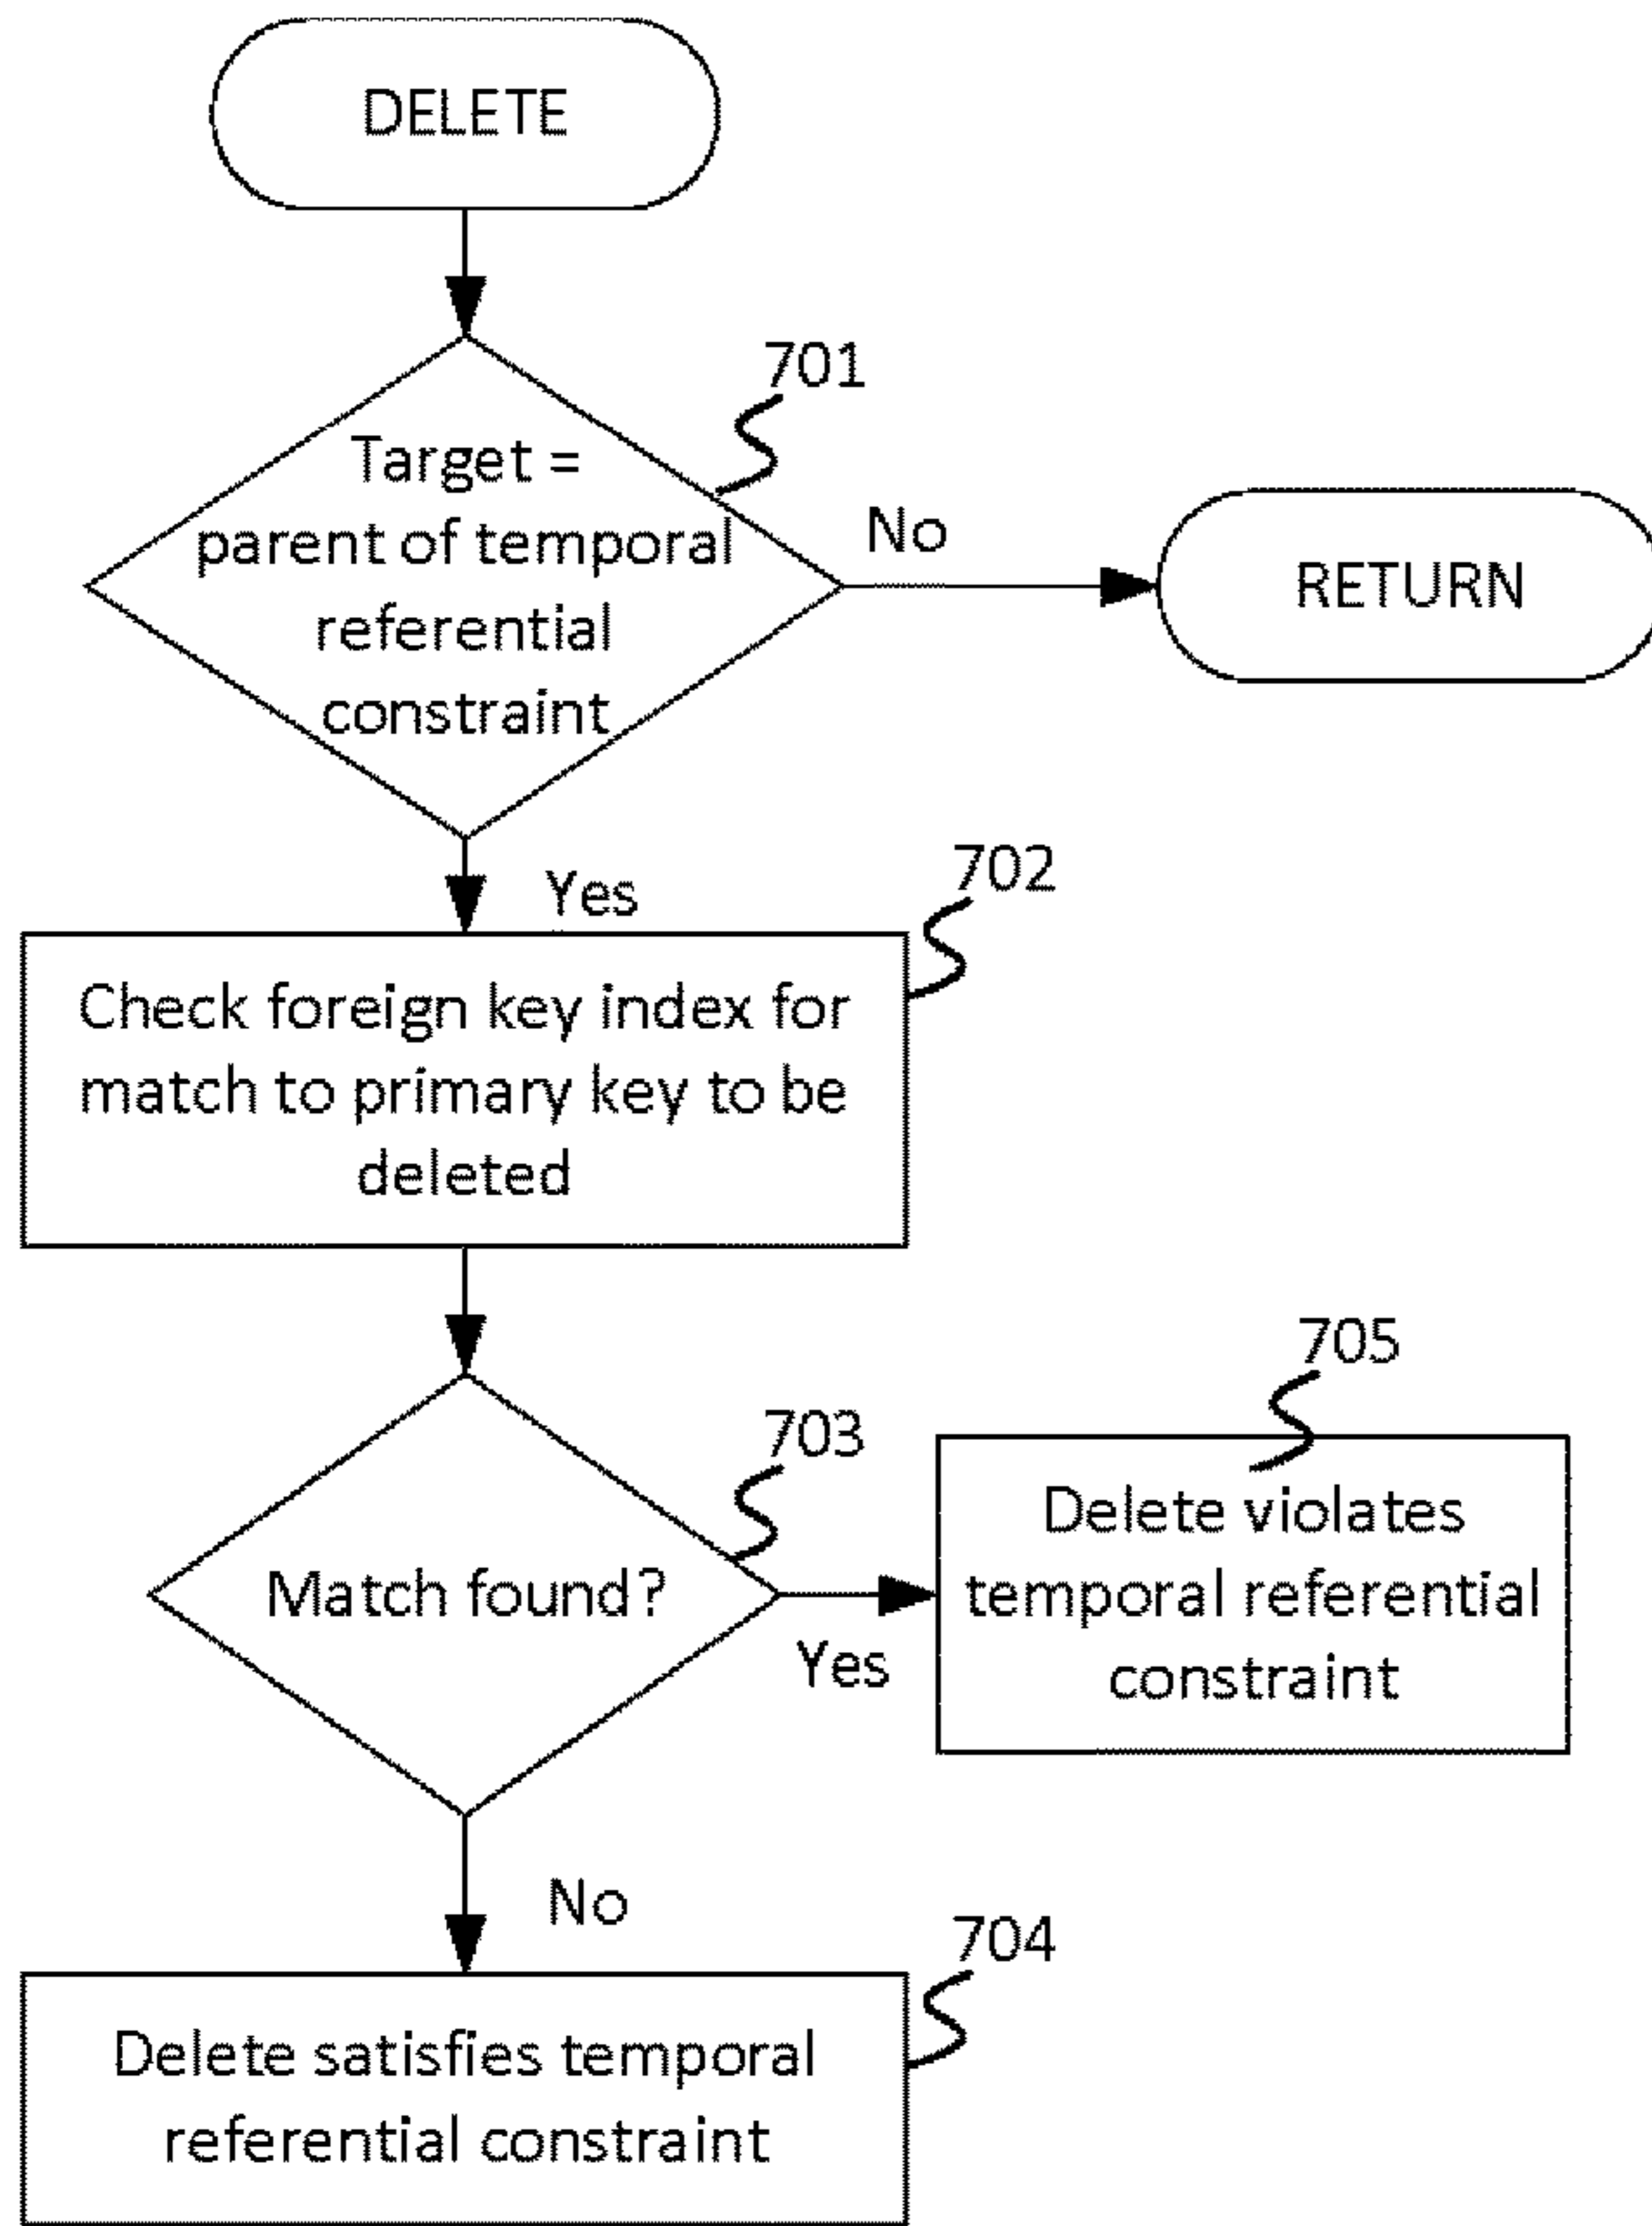 DELETE
701
Target =
parent of temporal
referential
constraint
No
RETURN
Yes
702
Check foreign key index for
match to primary key to be
deleted
703
Match found?
Yes
705
Delete violates
temporal referential
constraint
No
704
Delete satisfies temporal
referential constraint